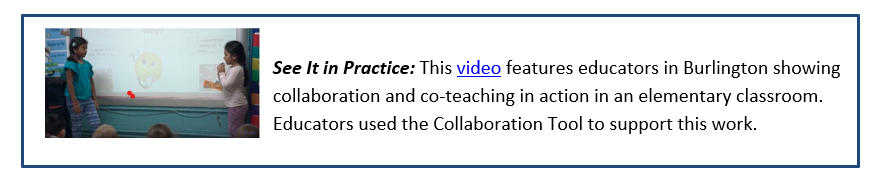 Why?
See It in Practice: This video features educators in Burlington showing
collaboration and co-teaching in action in an elementary classroom.
Educators used the Collaboration Tool to support this work.